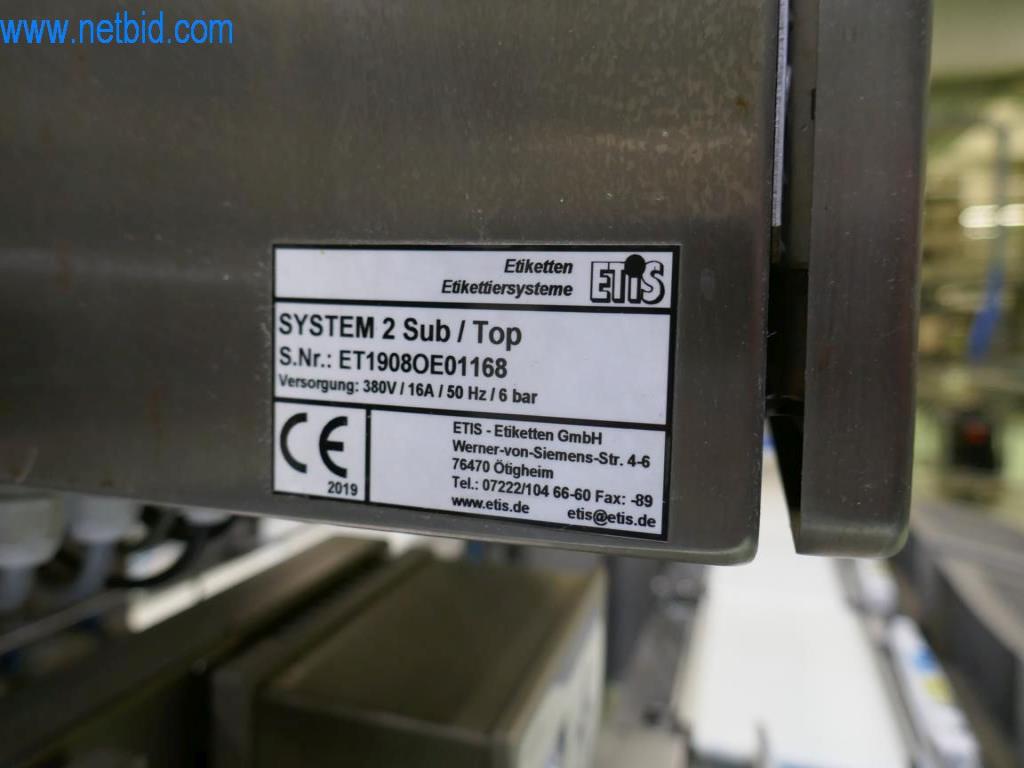 www.netbid.com
Etiketten
Etikettiersysteme
ETiS
SYSTEM 2 Sub / Top
S.Nr.: ET1908OE01168
Versorgung: 380V / 16A / 50 Hz / 6 bar
CE
2019
ETIS - Etiketten GmbH
Werner-von-Siemens-Str. 4-6
76470 Ötigheim
Tel.: 07222/104 66-60 Fax: -89
www.etis.de etis@etis.de